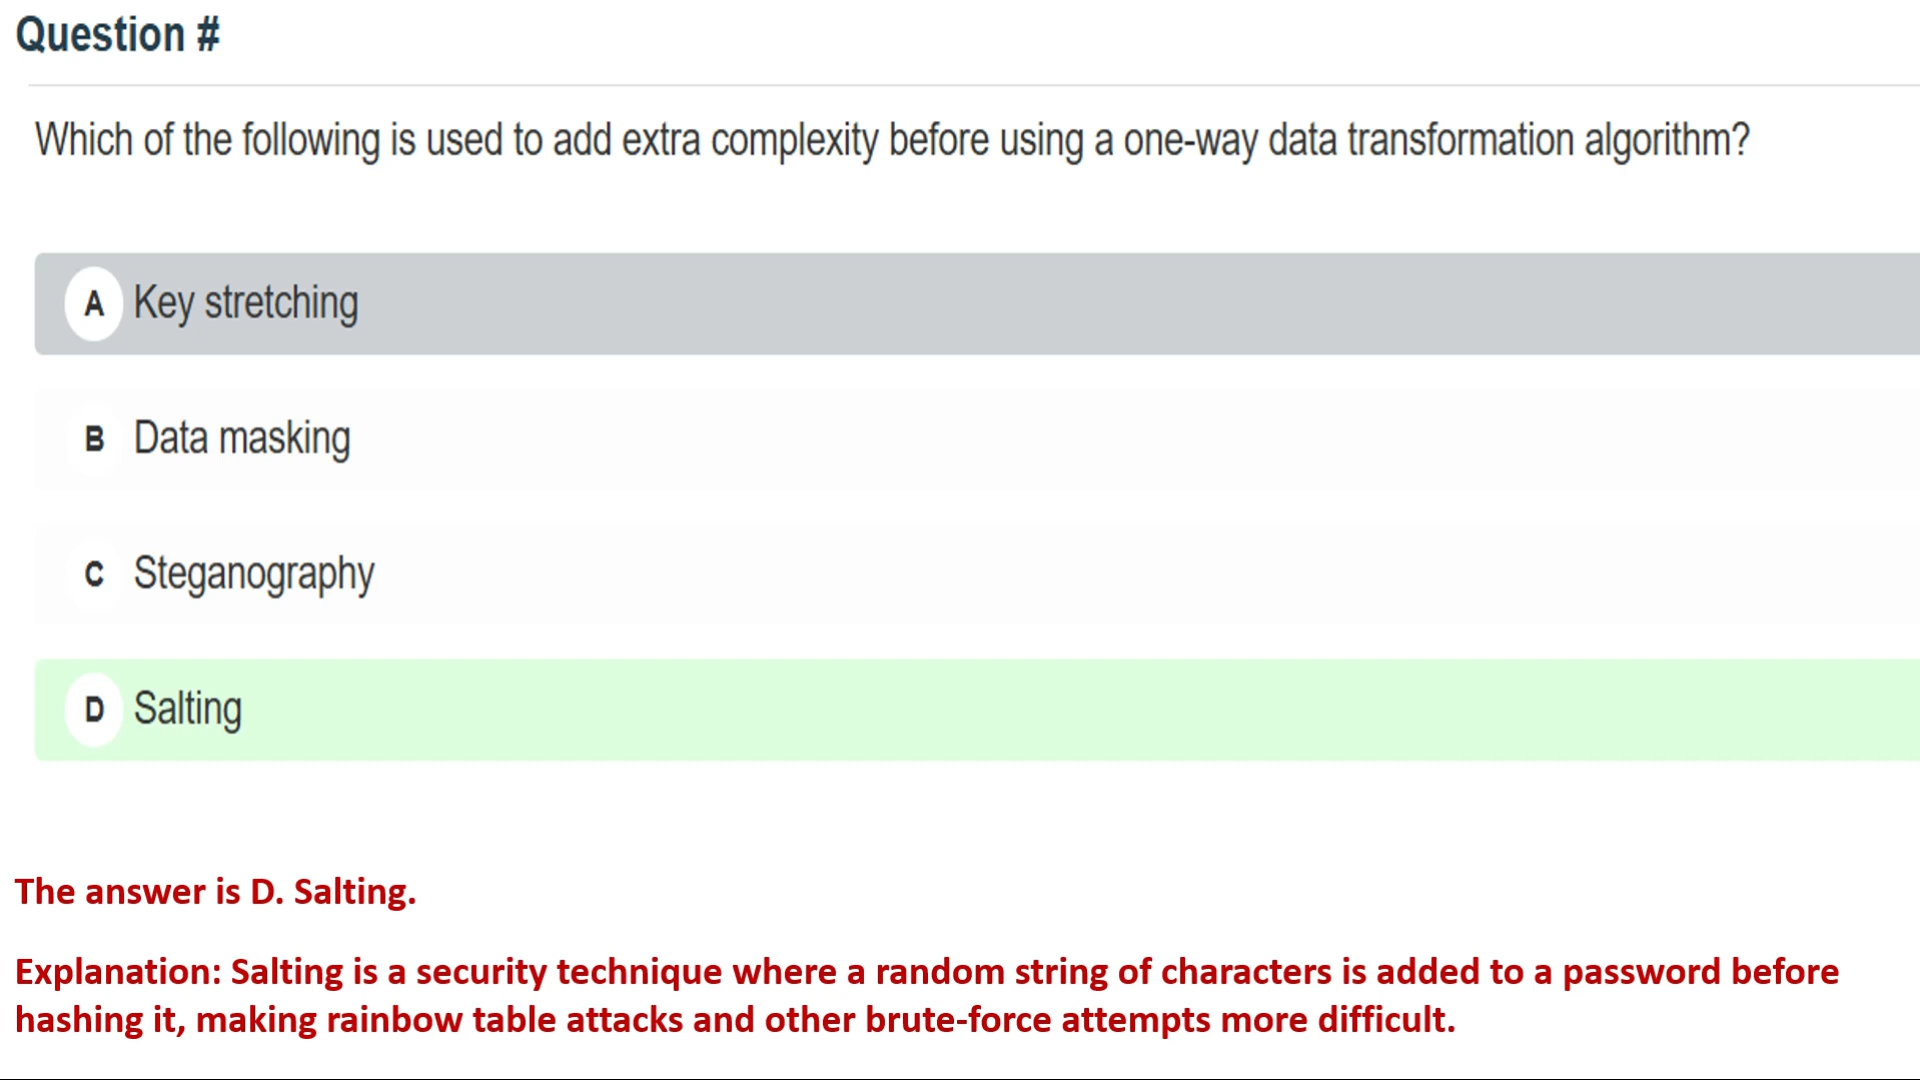 Question #
Which of the following is used to add extra complexity before using a one-way data transformation algorithm?
A Key stretching
B Data masking
C Steganography
D Salting
The answer is D. Salting.
Explanation: Salting is a security technique where a random string of characters is added to a password before
hashing it, making rainbow table attacks and other brute-force attempts more difficult.